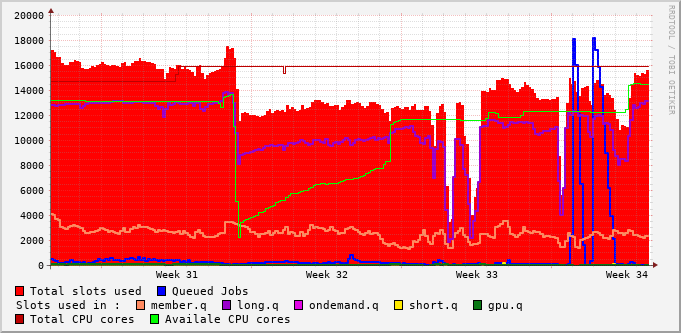 20000
18000
16000
14000
12000
10000
8000
6000
4000
2000
0
Week 31 Week 32 Week 33 Week 34
RRDTOOL / TOBI OETIKER
Total slots used Queued Jobs
Slots used in : member.q long.q ondemand.q short.q gpu.q
Total CPU cores Availale CPU cores